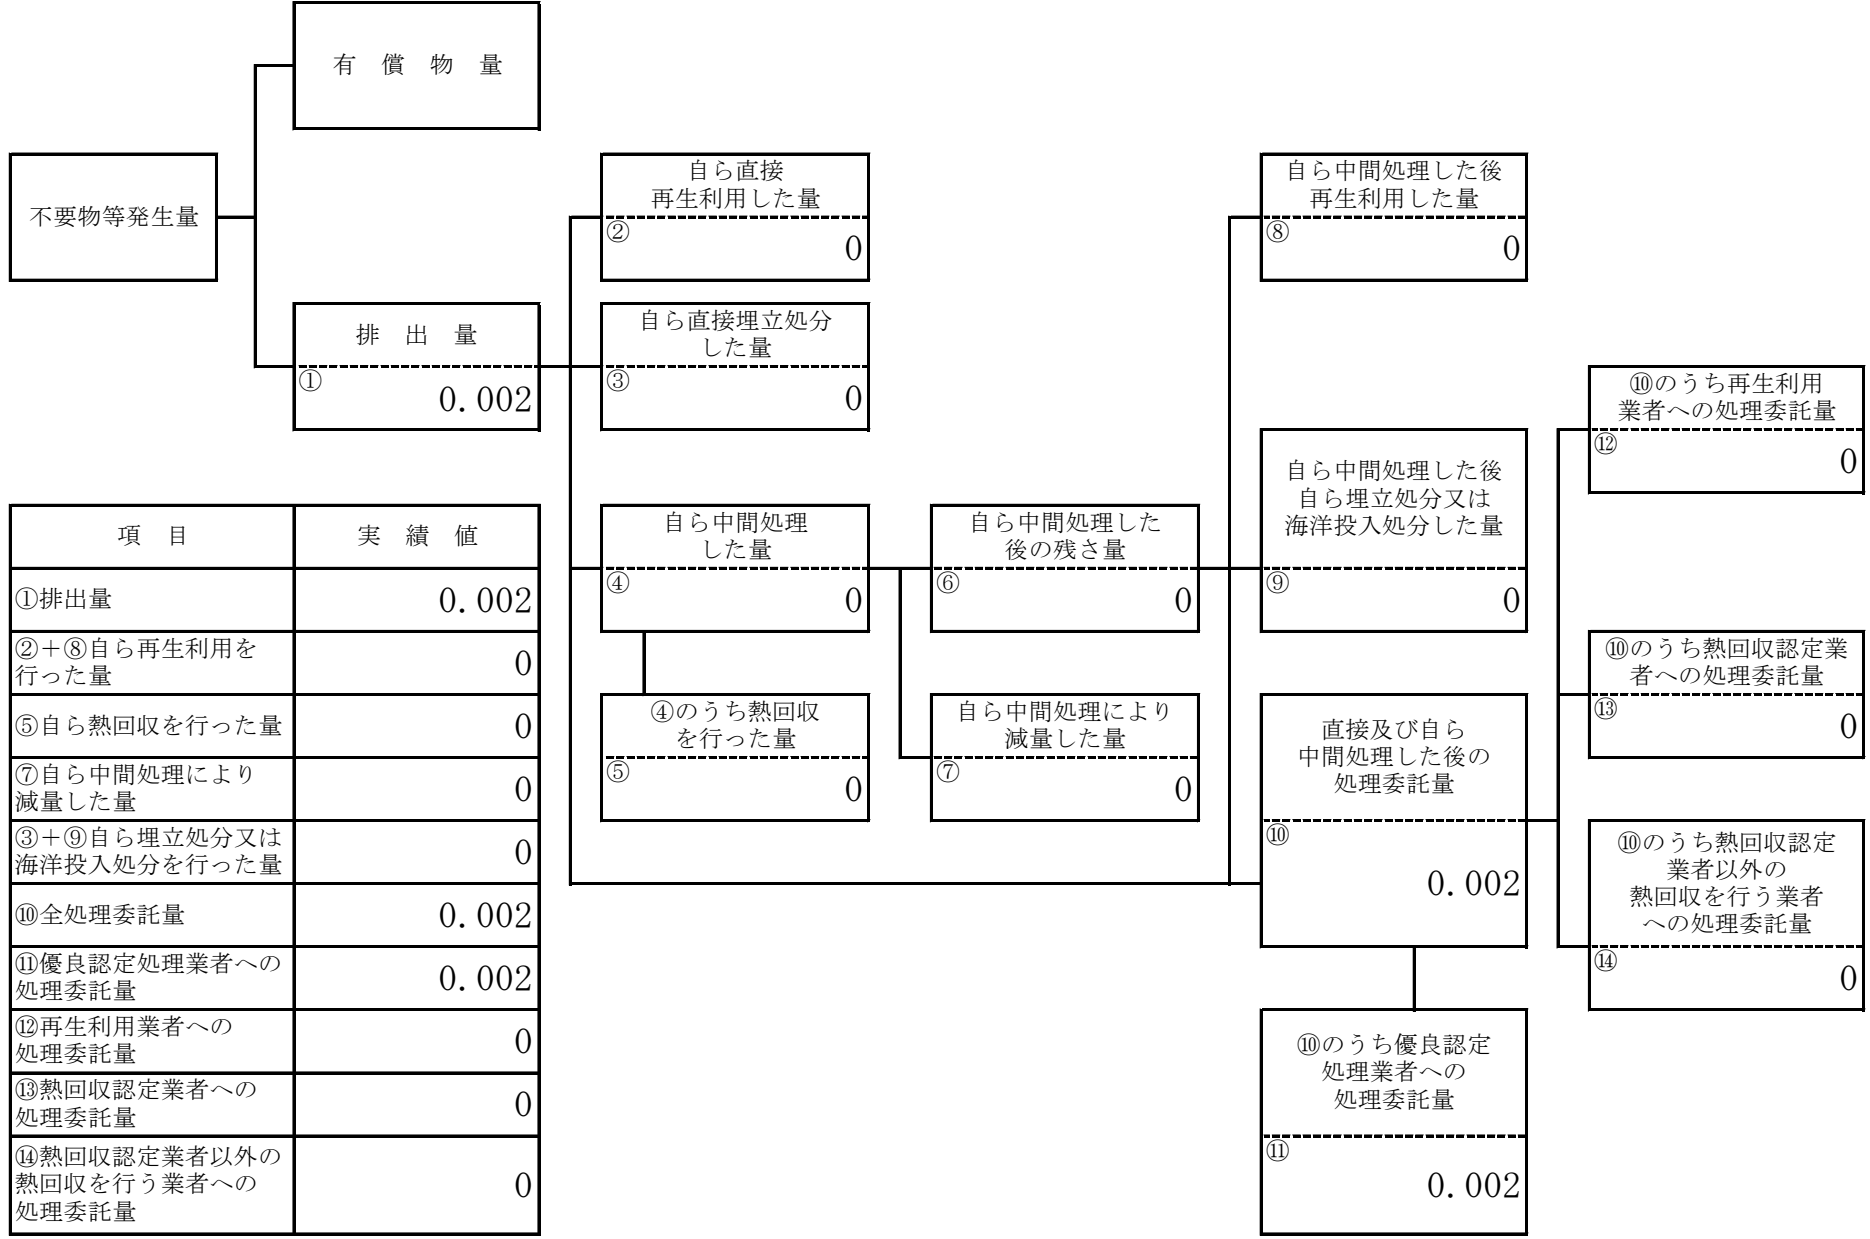 有　償　物　量
不要物等発生量
排　出　量
①
0.002
自ら直接
再生利用した量
②
0
自ら直接埋立処分
した量
③
0
自ら中間処理
した量
④
0
④のうち熱回収
を行った量
⑤
0
自ら中間処理した
後の残さ量
⑥
0
自ら中間処理により
減量した量
⑦
0
自ら中間処理した後
再生利用した量
⑧
0
自ら中間処理した後
自ら埋立処分又は
海洋投入処分した量
⑨
0
直接及び自ら
中間処理した後の
処理委託量
⑩
0.002
⑩のうち優良認定
処理業者への
処理委託量
⑪
0.002
⑩のうち再生利用
業者への処理委託量
⑫
0
⑩のうち熱回収認定業
者への処理委託量
⑬
0
⑩のうち熱回収認定
業者以外の
熱回収を行う業者
への処理委託量
⑭
0
項　目　実　績　値
①排出量　0.002
②＋⑧自ら再生利用を
行った量
0
⑤自ら熱回収を行った量　0
⑦自ら中間処理により
減量した量
0
③＋⑨自ら埋立処分又は
海洋投入処分を行った量
0
⑩全処理委託量　0.002
⑪優良認定処理業者への
処理委託量
0.002
⑫再生利用業者への
処理委託量
0
⑬熱回収認定業者への
処理委託量
0
⑭熱回収認定業者以外の
熱回収を行う業者への
処理委託量
0